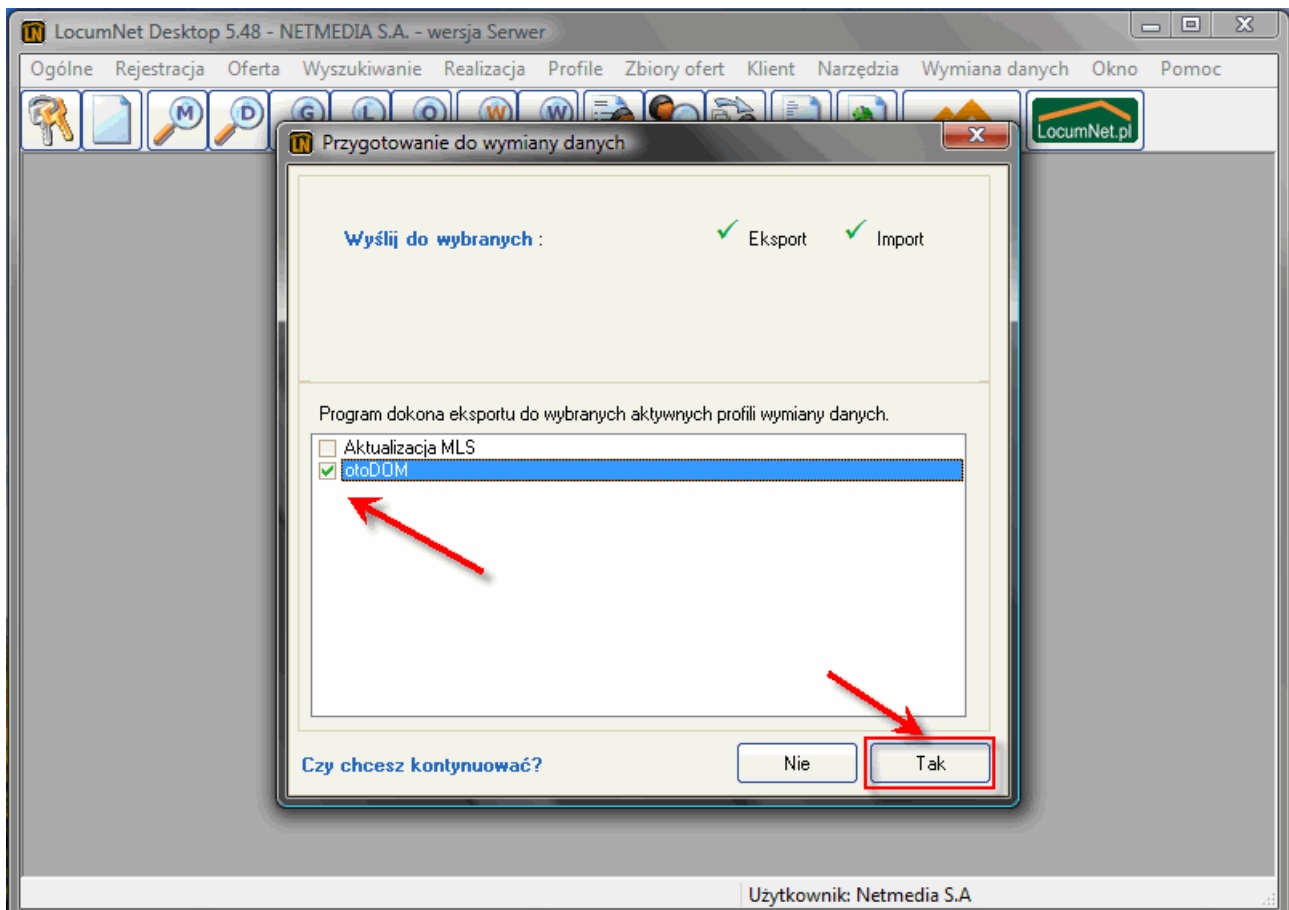 LocumNet Desktop 5.48 - NETMEDIA S.A. - wersja Serwer
Ogólne Rejestracja Oferta Wyszukiwanie Realizacja Profile Zbiory ofert Klient Narzędzia Wymiana danych Okno Pomoc
M D G L O W W LocumNet.pl
LN Przygotowanie do wymiany danych
Wyślij do wybranych : Eksport Import
Program dokona eksportu do wybranych aktywnych profili wymiany danych.
Aktualizacja MLS
otoDOM
Czy chcesz kontynuować? Nie Tak
Użytkownik: Netmedia S.A